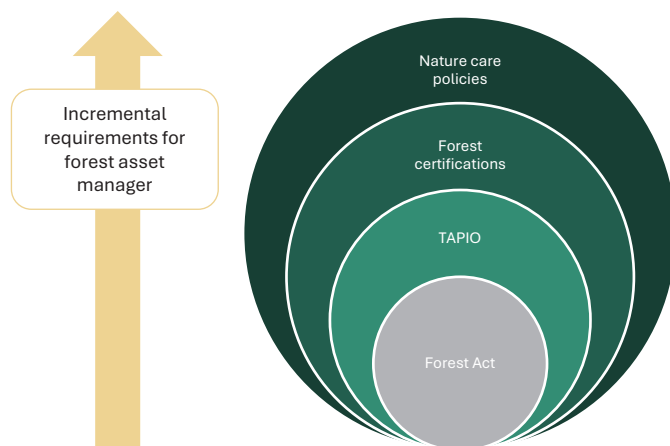 Incremental
requirements for
forest asset
manager
Nature care
policies
Forest
certifications
TAPIO
Forest Act